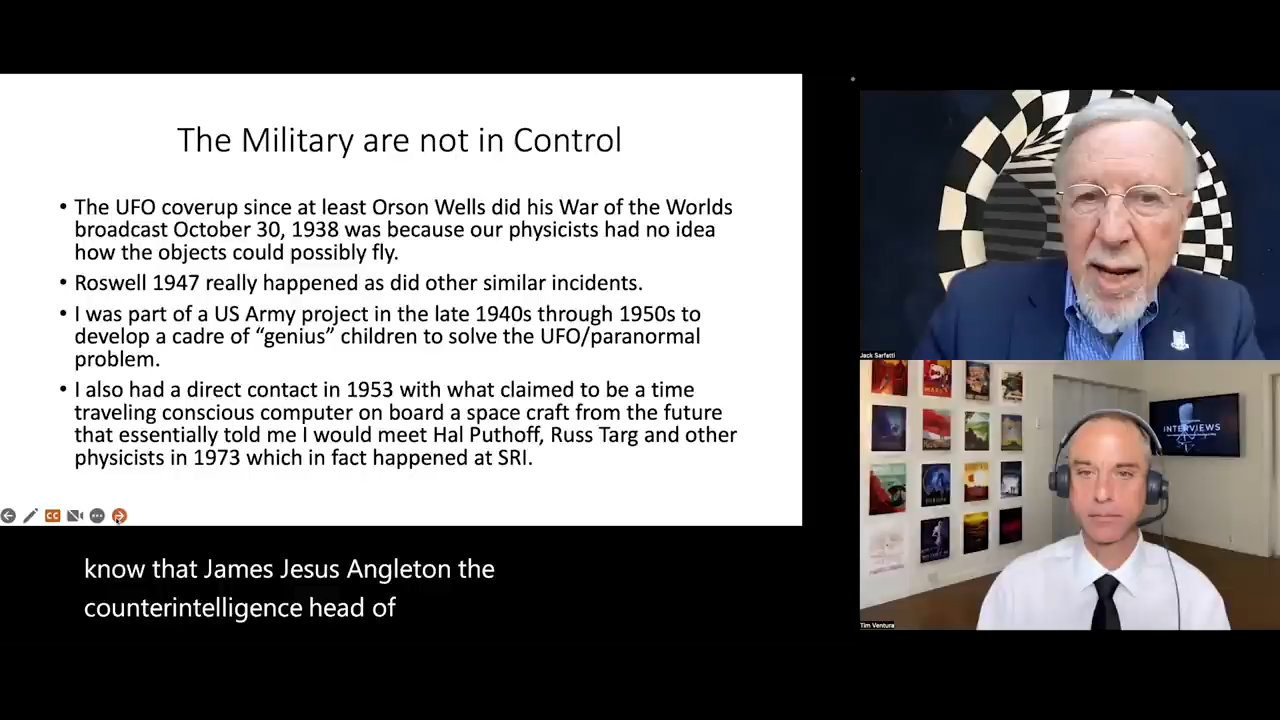 The Military are not in Control
• The UFO coverup since at least Orson Wells did his War of the Worlds
broadcast October 30, 1938 was because our physicists had no idea
how the objects could possibly fly.
• Roswell 1947 really happened as did other similar incidents.
• I was part of a US Army project in the late 1940s through 1950s to
develop a cadre of “genius” children to solve the UFO/paranormal
problem.
• I also had a direct contact in 1953 with what claimed to be a time
traveling conscious computer on board a space craft from the future
that essentially told me I would meet Hal Puthoff, Russ Targ and other
physicists in 1973 which in fact happened at SRI.
CC
know that James Jesus Angleton the
counterintelligence head of
Jack Sarfatti
INTERVIEWS
Tim Ventura